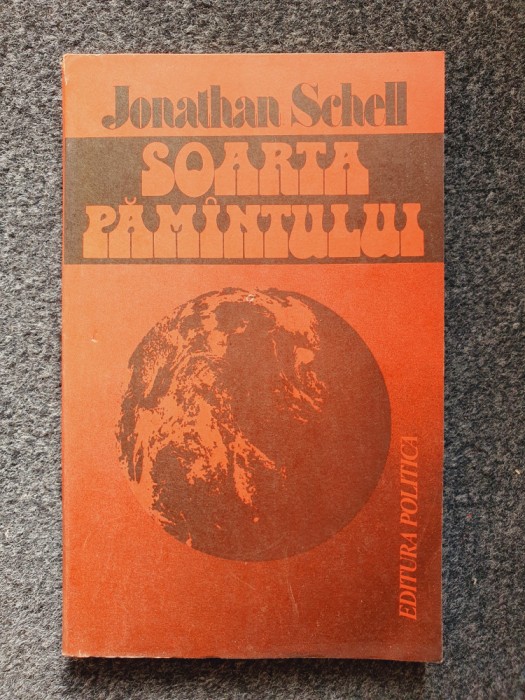 Jonathan Schell
SOARTA
PĂMÎNTULUI
EDITURA POLITICA